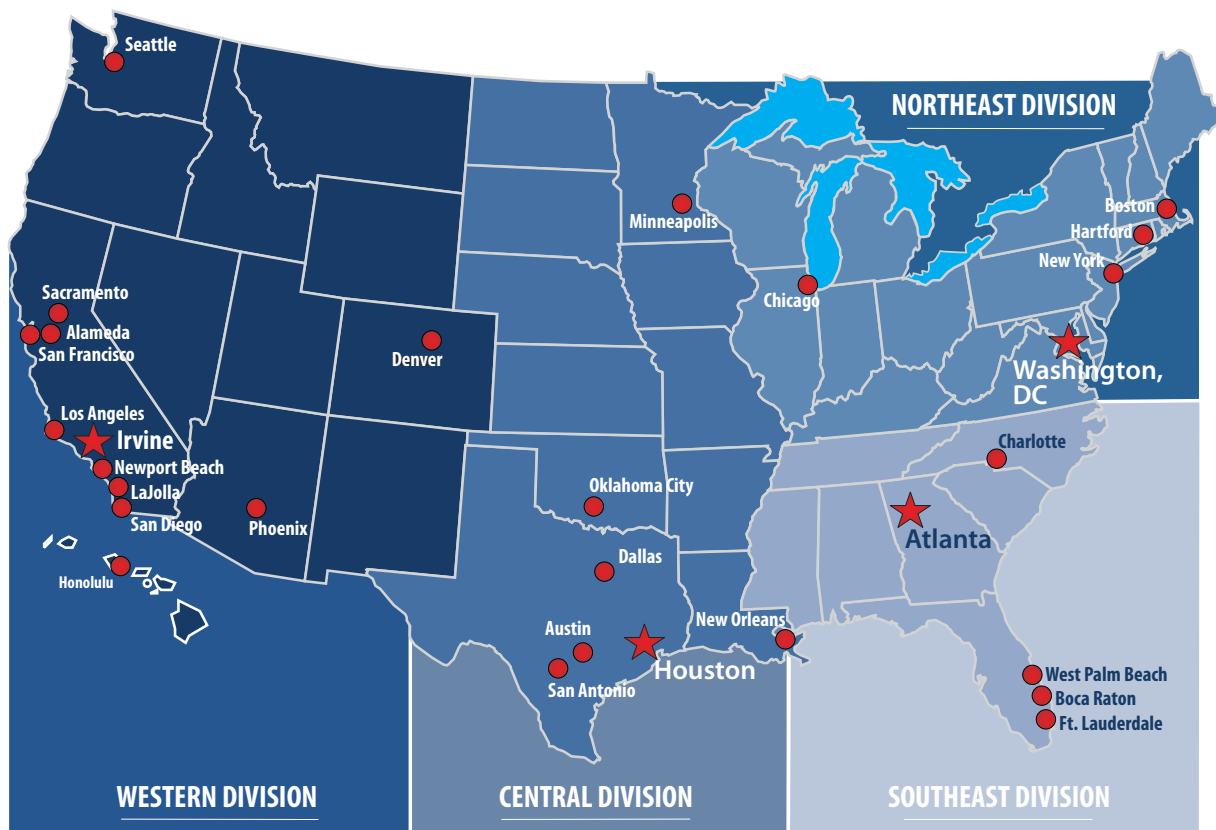 Seattle
NORTHEAST DIVISION
Minneapolis
Boston
Hartford
New York
Sacramento
Alameda
San Francisco
Chicago
Denver
Washington,
DC
Los Angeles
Irvine
Newport Beach
LaJolla
San Diego
Phoenix
Charlotte
Oklahoma City
Atlanta
Dallas
Honolulu
New Orleans
Austin
Houston
San Antonio
West Palm Beach
Boca Raton
Ft. Lauderdale
WESTERN DIVISION
CENTRAL DIVISION
SOUTHEAST DIVISION